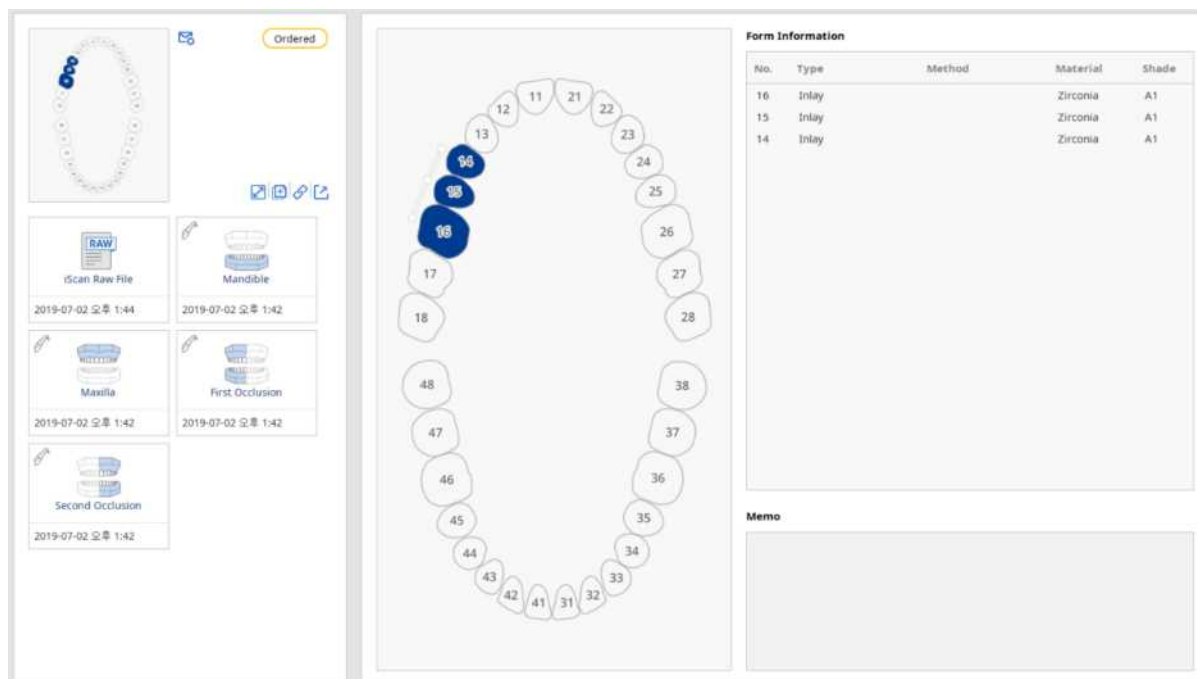 Ordered
RAW
iScan Raw File
2019-07-02 오후 1:44
Mandible
2019-07-02 오후 1:42
Maxilla
2019-07-02 오후 1:42
First Occlusion
2019-07-02 오후 1:42
Second Occlusion
2019-07-02 오후 1:42
11 21
12 22
13 23
14 24
15 25
16 26
17 27
18 28
48 38
47 37
46 36
45 35
44 34
43 33
42 41 31 32
Form Information
No. Type Method Material Shade
16 Inlay Zirconia A1
15 Inlay Zirconia A1
14 Inlay Zirconia A1
Memo